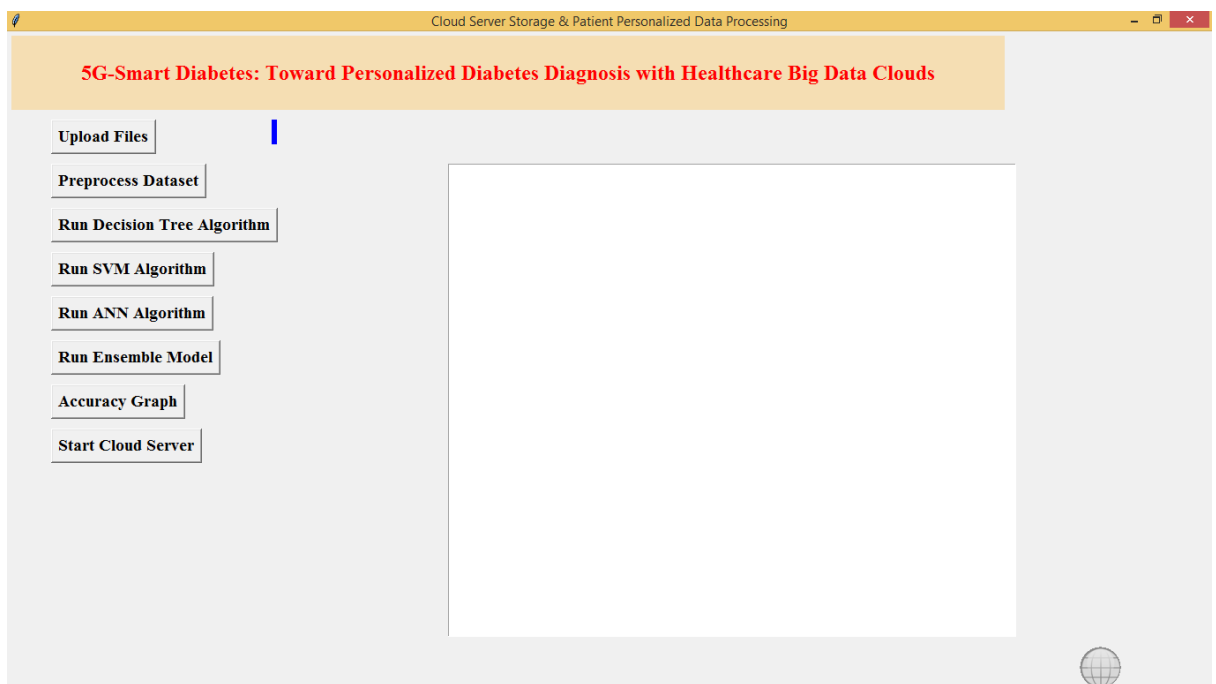 Cloud Server Storage & Patient Personalized Data Processing
5G-Smart Diabetes: Toward Personalized Diabetes Diagnosis with Healthcare Big Data Clouds
Upload Files
Preprocess Dataset
Run Decision Tree Algorithm
Run SVM Algorithm
Run ANN Algorithm
Run Ensemble Model
Accuracy Graph
Start Cloud Server